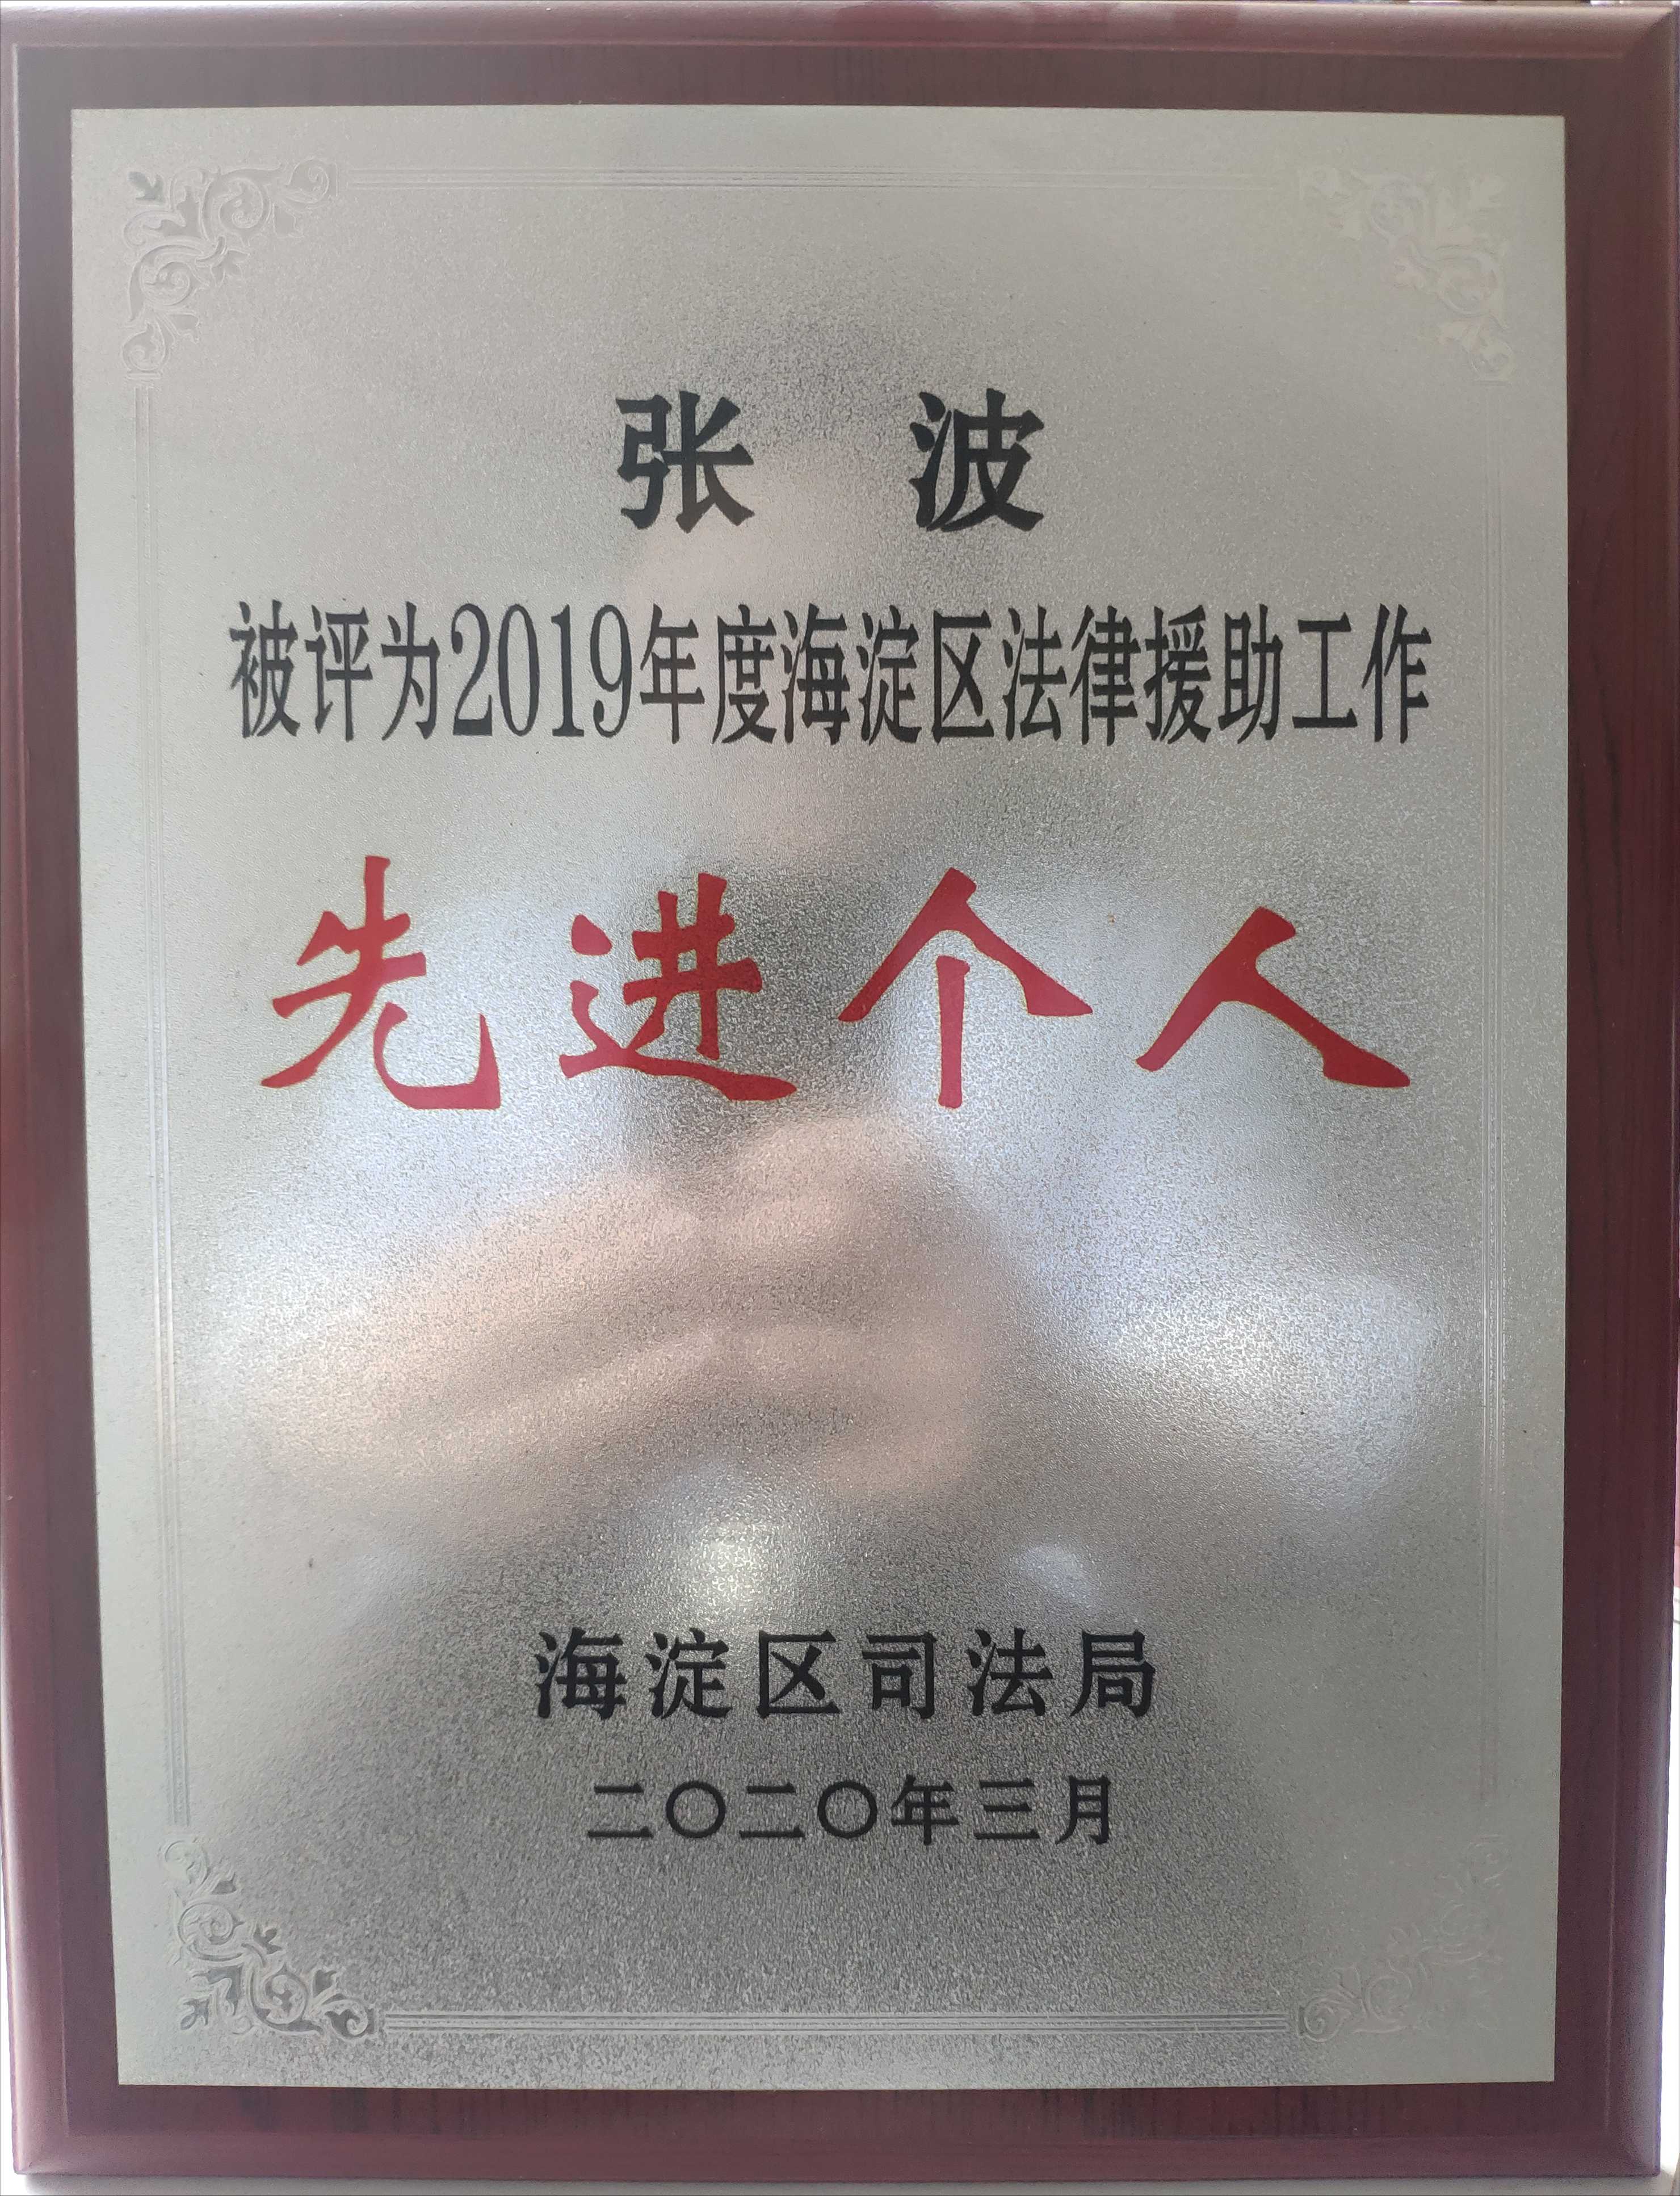 张 波
被评为2019年度海淀区法律援助工作
先进个人
海淀区司法局
二〇二〇年三月